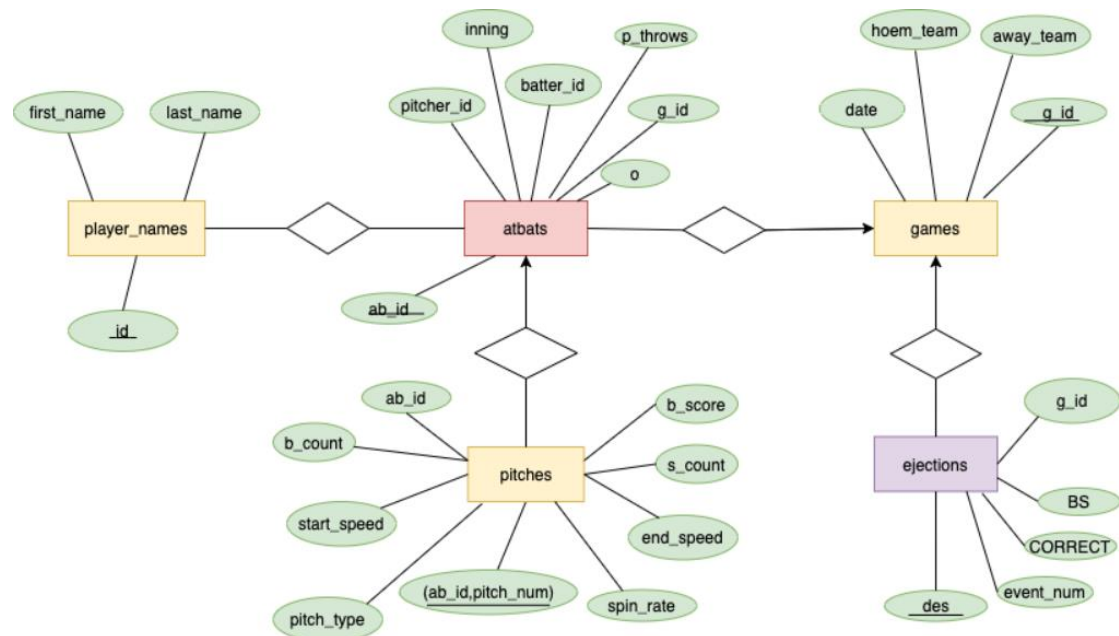 inning
p_throws
hoem_team
away_team
first_name
last_name
pitcher_id
batter_id
g_id
date
g_id
o
player_names
atbats
games
id
ab_id
ab_id
b_score
g_id
b_count
s_count
pitches
ejections
start_speed
end_speed
BS
CORRECT
pitch_type
(ab_id,pitch_num)
spin_rate
des
event_num